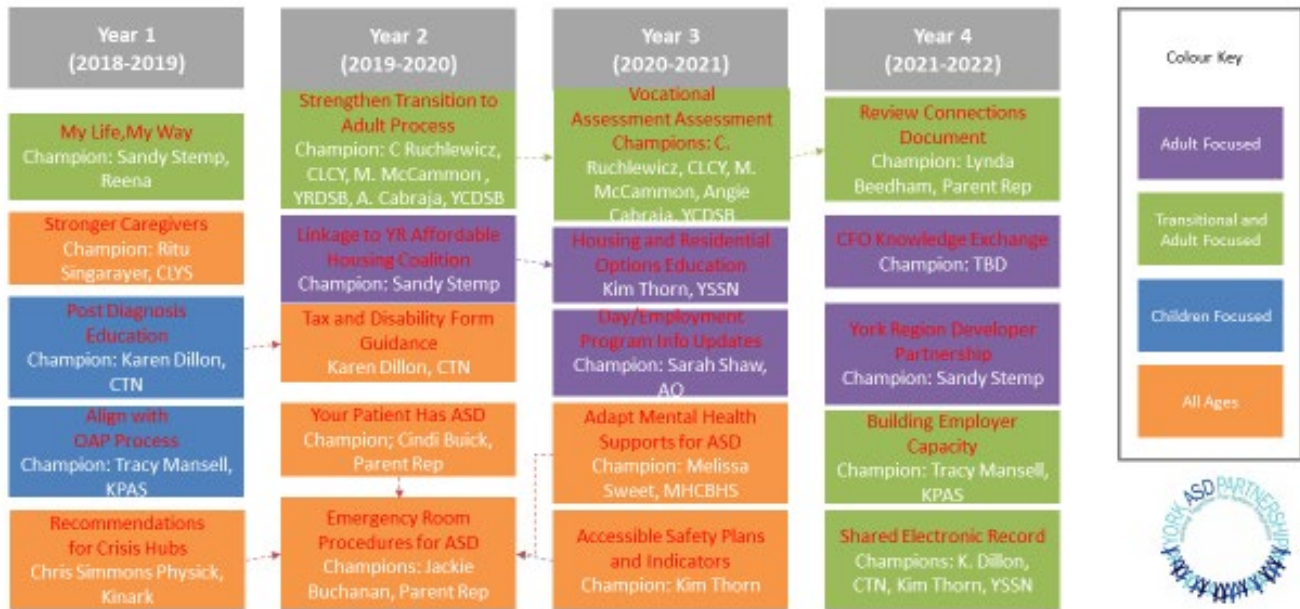 Year 1
(2018-2019)
My Life,My Way
Champion: Sandy Stemp,
Reena
Stronger Caregivers
Champion: Ritu
Singarayer, CLYS
Post Diagnosis
Education
Champion: Karen Dillon,
CTN
Align with
OAP Process
Champion: Tracy Mansell,
KPAS
Recommendations
for Crisis Hubs
Chris Simmons Physick,
Kinark
Year 2
(2019-2020)
Strengthen Transition to
Adult Process
Champion: C Ruchlewicz,
CLCY, M. McCammon ,
YRDSB, A. Cabraja, YCDSB
Linkage to YR Affordable
Housing Coalition
Champion: Sandy Stemp
Tax and Disability Form
Guidance
Karen Dillon, CTN
Your Patient Has ASD
Champion; Cindi Buick,
Parent Rep
Emergency Room
Procedures for ASD
Champions: Jackie
Buchanan, Parent Rep
Year 3
(2020-2021)
Vocational
Assessment Assessment
Champions: C.
Ruchlewicz, CLCY, M.
McCammon, Angie
Cabraja, YCDSB
Housing and Residential
Options Education
Kim Thorn, YSSN
Day/Employment
Program Info Updates
Champion: Sarah Shaw,
AO
Adapt Mental Health
Supports for ASD
Champion: Melissa
Sweet, MHCBHS
Accessible Safety Plans
and Indicators
Champion: Kim Thorn
Year 4
(2021-2022)
Review Connections
Document
Champion: Lynda
Beedham, Parent Rep
CFO Knowledge Exchange
Champion: TBD
York Region Developer
Partnership
Champion: Sandy Stemp
Building Employer
Capacity
Champion: Tracy Mansell,
KPAS
Shared Electronic Record
Champions: K. Dillon,
CTN, Kim Thorn, YSSN
Colour Key
Adult Focused
Transitional and
Adult Focused
Children Focused
All Ages
YORK ASD PARTNERSHIP